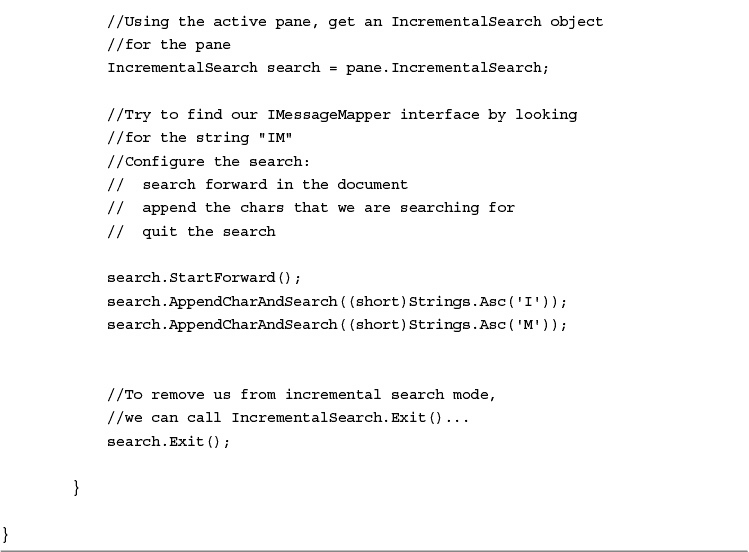 //Using the active pane, get an IncrementalSearch object
//for the pane
IncrementalSearch search = pane.IncrementalSearch;
//Try to find our IMessageMapper interface by looking
//for the string "IM"
//Configure the search:
//  search forward in the document
//  append the chars that we are searching for
//  quit the search
search.StartForward();
search.AppendCharAndSearch((short)Strings.Asc('I'));
search.AppendCharAndSearch((short)Strings.Asc('M'));
//To remove us from incremental search mode,
//we can call IncrementalSearch.Exit()...
search.Exit();
}
}